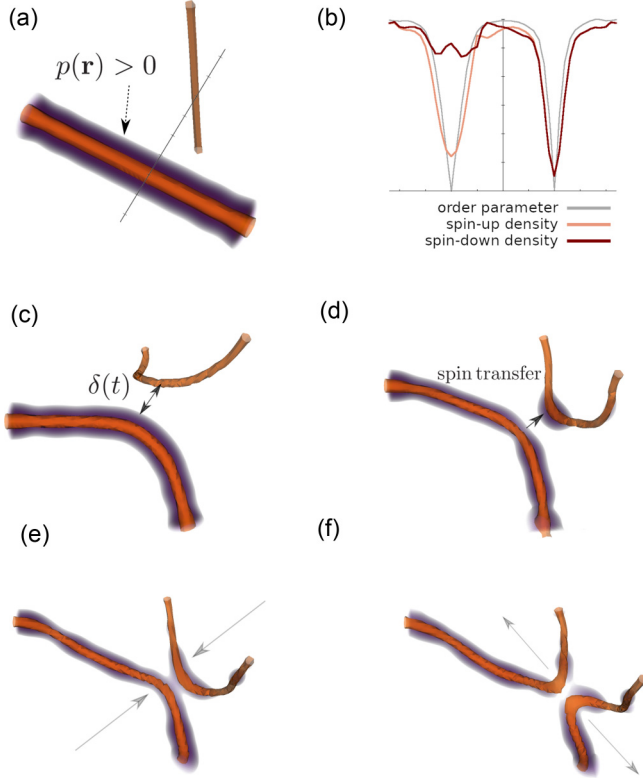 (a)
p(r) > 0
(b)
order parameter
spin-up density
spin-down density
(c)
δ(t)
(d)
spin transfer
(e)
(f)